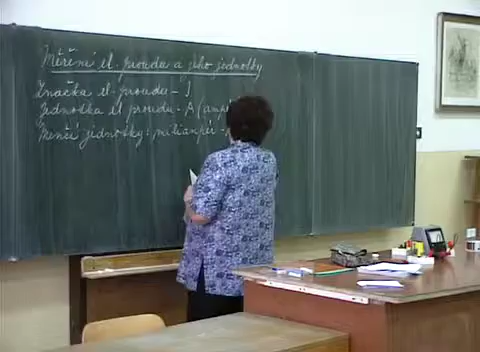 Měření el. proudu a jeho jednotky
Značka el. proudu - I
Jednotka el. proudu - A (amp
Menší jednotky: miliampér -